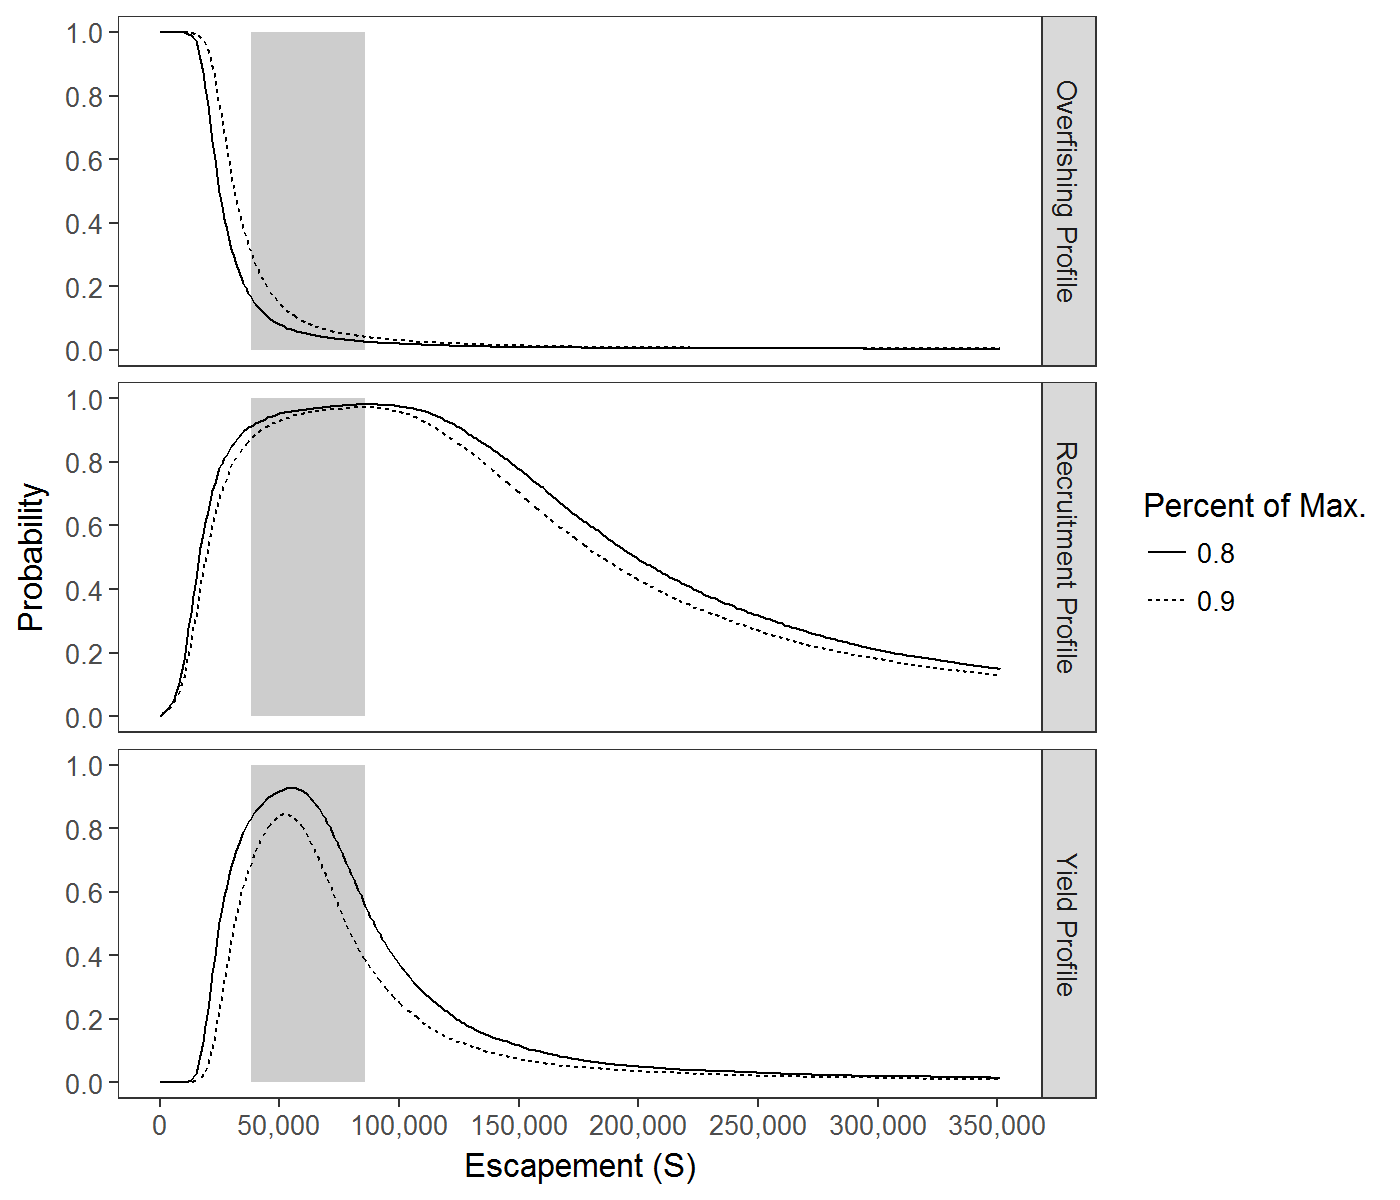 1.0
0.8
0.6
0.4
0.2
0.0
Overfishing Profile
1.0
0.8
0.6
0.4
0.2
0.0
Recruitment Profile
1.0
0.8
0.6
0.4
0.2
0.0
Yield Profile
Probability
0 50,000 100,000 150,000 200,000 250,000 300,000 350,000
Escapement (S)
Percent of Max.
0.8
0.9